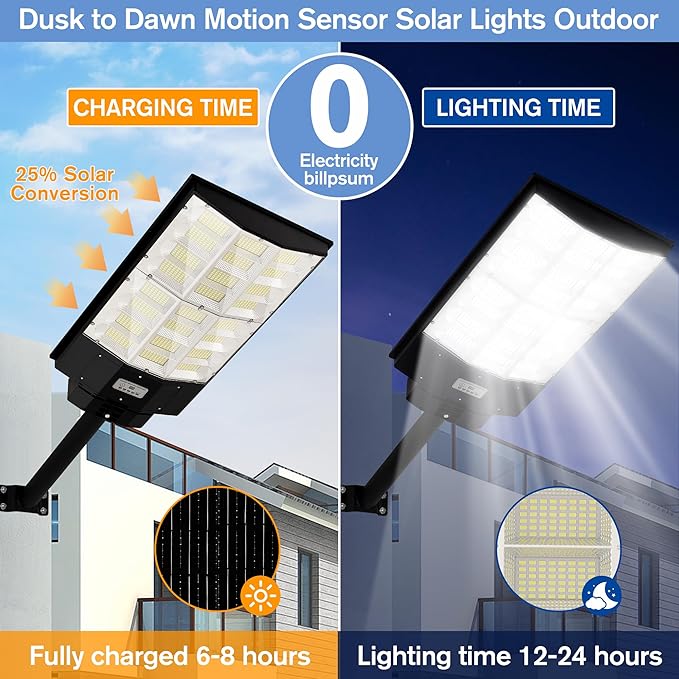 Dusk to Dawn Motion Sensor Solar Lights Outdoor
CHARGING TIME
0
Electricity
billpsum
LIGHTING TIME
25% Solar
Conversion
Fully charged 6-8 hours
Lighting time 12-24 hours